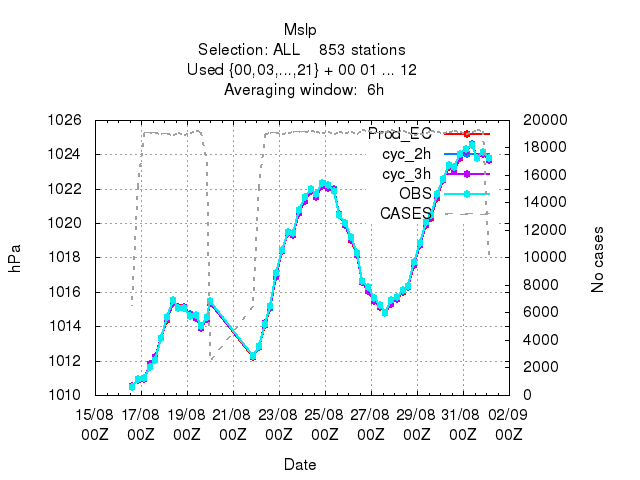 Mslp
Selection: ALL    853 stations
Used {00,03,...,21} + 00 01 ... 12
Averaging window:  6h
1026
1024
1022
1020
1018
1016
1014
1012
1010
hPa
20000
18000
16000
14000
12000
10000
8000
6000
4000
2000
0
No cases
Prod_EC
cyc_2h
cyc_3h
OBS
CASES
15/08 17/08 19/08 21/08 23/08 25/08 27/08 29/08 31/08 02/09
00Z 00Z 00Z 00Z 00Z 00Z 00Z 00Z 00Z 00Z
Date